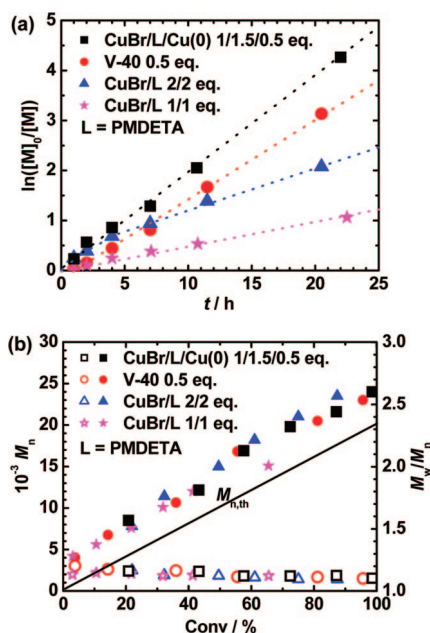 (a)
CuBr/L/Cu(0) 1/1.5/0.5 eq.
V-40 0.5 eq.
CuBr/L 2/2 eq.
CuBr/L 1/1 eq.
L = PMDETA
ln([M]0/[M])
5
4
3
2
1
0
0 5 10 15 20 25
t / h
(b)
CuBr/L/Cu(0) 1/1.5/0.5 eq.
V-40 0.5 eq.
CuBr/L 2/2 eq.
CuBr/L 1/1 eq.
L = PMDETA
Mn,th
10-3 Mn
30
25
20
15
10
5
0
3.0
2.5
2.0
1.5
1.0
Mw/Mn
0 20 40 60 80 100
Conv / %